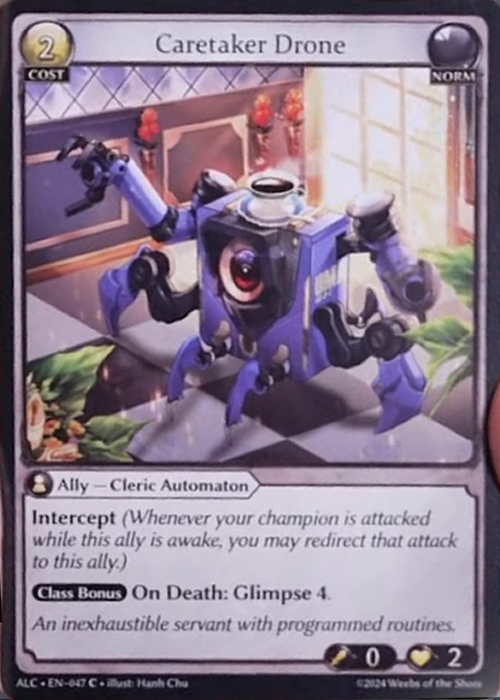 2
COST
Caretaker Drone
NORM
Ally — Cleric Automaton
Intercept (Whenever your champion is attacked
while this ally is awake, you may redirect that attack
to this ally.)
Class Bonus On Death: Glimpse 4.
An inexhaustible servant with programmed routines.
0
2
ALC • EN-047 C • illust: Hanh Chu
©2024 Weebs of the Shore